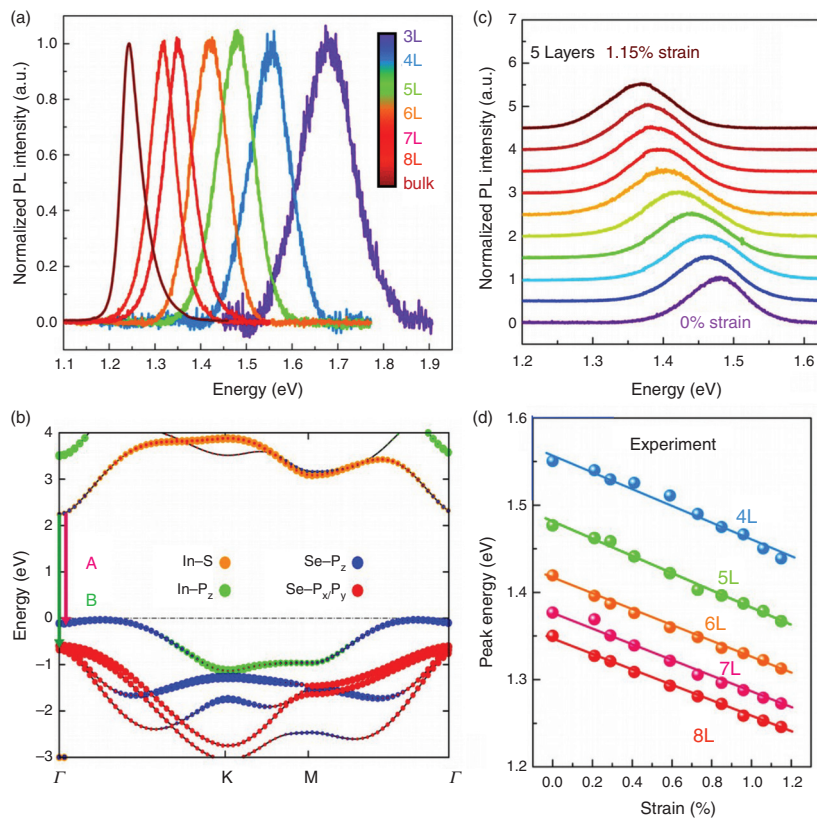 (a)
Normalized PL intensity (a.u.)
1.0
0.8
0.6
0.4
0.2
0.0
3L
4L
5L
6L
7L
8L
bulk
1.1 1.2 1.3 1.4 1.5 1.6 1.7 1.8 1.9
Energy (eV)
(c)
Normalized PL intensity (a.u.)
7
6
5
4
3
2
1
0
5 Layers 1.15% strain
0% strain
1.2 1.3 1.4 1.5 1.6
Energy (eV)
(b)
Energy (eV)
4
3
2
1
0
−1
−2
−3
A
B
In–S
In–Pz
Se–Pz
Se–Px/Py
Γ K M Γ
(d)
Peak energy (eV)
1.6
1.5
1.4
1.3
1.2
Experiment
4L
5L
6L
7L
8L
0.0 0.2 0.4 0.6 0.8 1.0 1.2
Strain (%)